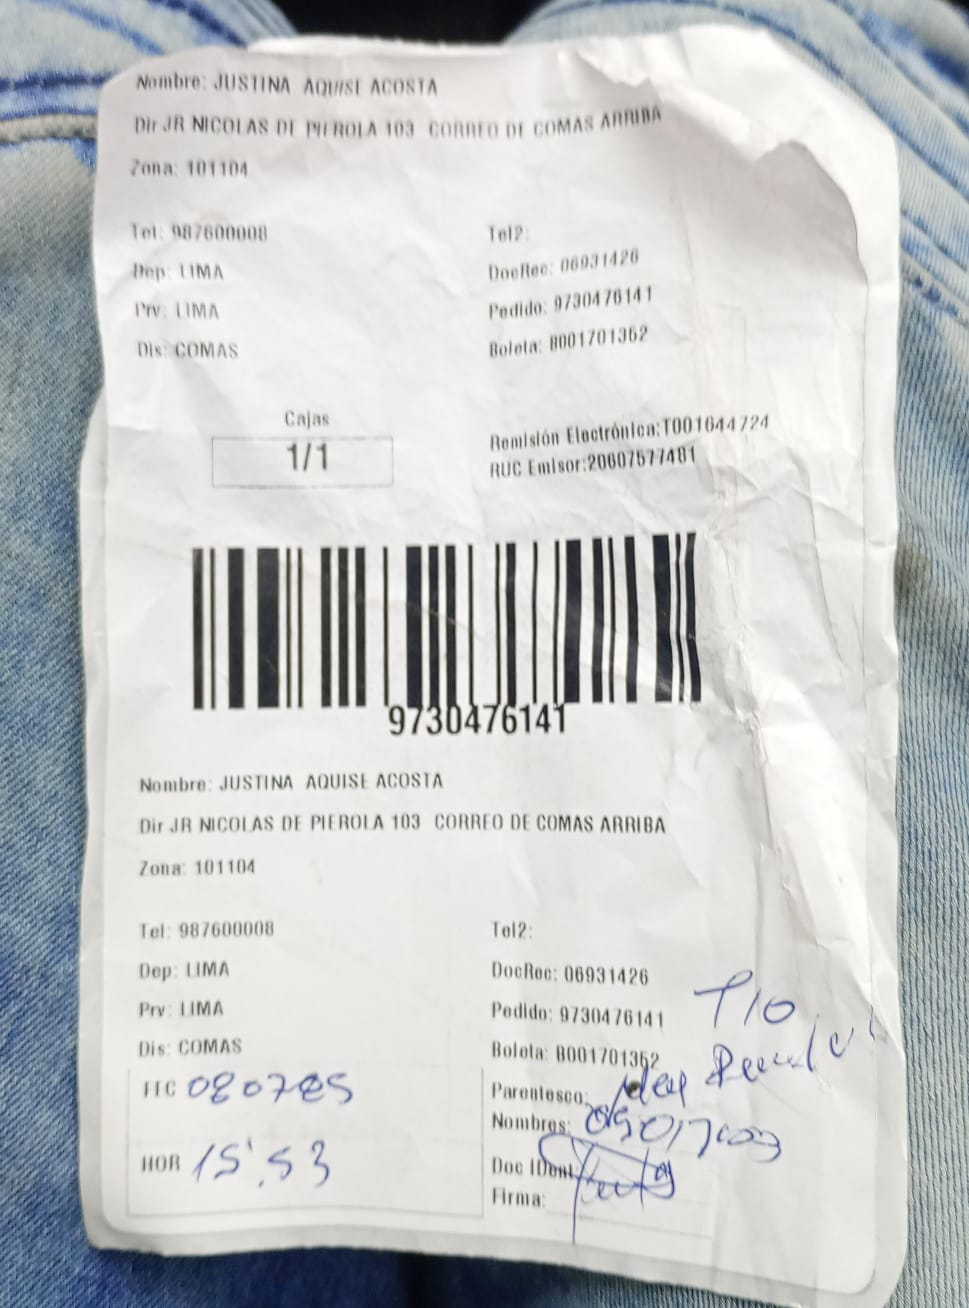 Nombre: JUSTINA AQUISE ACOSTA
Dir JR NICOLAS DE PIEROLA 103 CORREO DE COMAS ARRIBA
Zona: 101104
Tel: 987600008 Tel2:
Dep: LIMA DocRec: 06931426
Prv: LIMA Pedido: 9730476141
Dis: COMAS Boleta: B001701352
Cajas
1/1
Remisión Electrónica:T001644724
RUC Emisor:20607577481
9730476141
Nombre: JUSTINA AQUISE ACOSTA
Dir JR NICOLAS DE PIEROLA 103 CORREO DE COMAS ARRIBA
Zona: 101104
Tel: 987600008 Tel2:
Dep: LIMA DocRec: 06931426
Prv: LIMA Pedido: 9730476141
Dis: COMAS Boleta: B001701352
TIO
FEC 080725 Parentesco:
Nombres:
HOR 15:53 Doc IDent:
Firma: